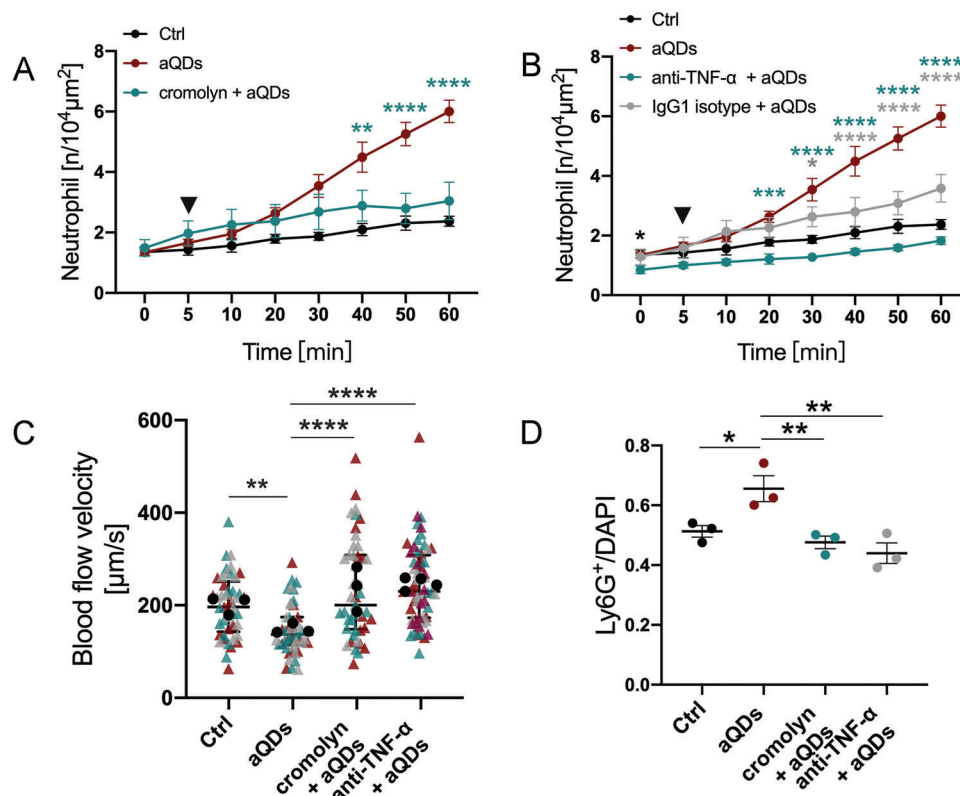 A
Ctrl
aQDs
cromolyn + aQDs
Neutrophil [n/10⁴µm²]
8
6
4
2
0
** **** ****
0 5 10 20 30 40 50 60
Time [min]
B
Ctrl
aQDs
anti-TNF-α + aQDs
IgG1 isotype + aQDs
Neutrophil [n/10⁴µm²]
8
6
4
2
0
****
****
****
****
****
****
****
*
***
*
0 5 10 20 30 40 50 60
Time [min]
C
Blood flow velocity
[µm/s]
600
400
200
0
****
****
**
Ctrl
aQDs
cromolyn
+ aQDs
anti-TNF-α
+ aQDs
D
Ly6G⁺/DAPI
0.8
0.6
0.4
0.2
0.0
**
**
*
Ctrl
aQDs
cromolyn
+ aQDs
anti-TNF-α
+ aQDs